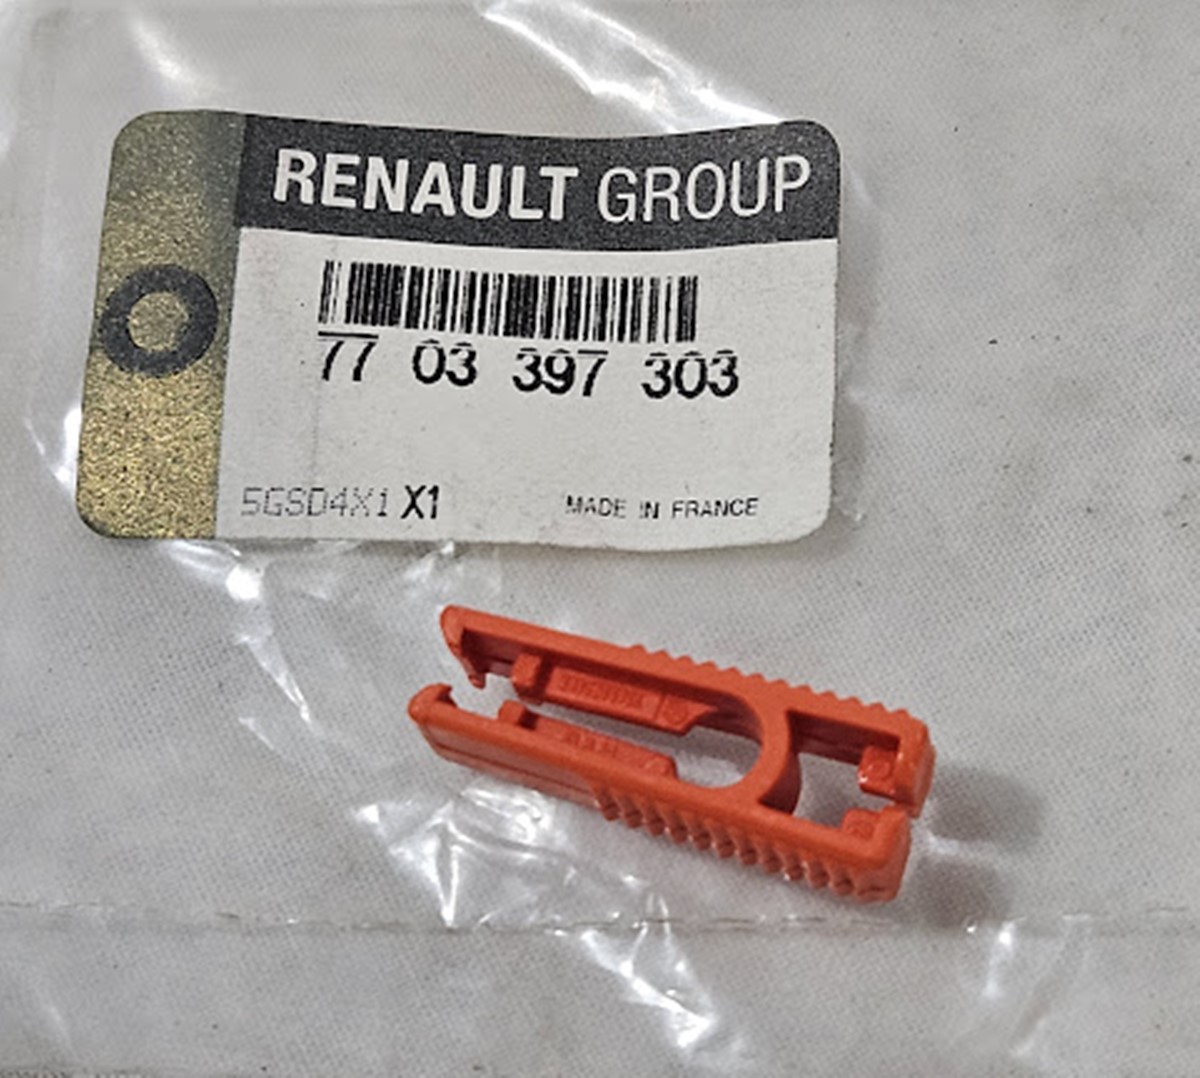 RENAULT GROUP
77 03 397 303
5GSD4X1 X1
MADE IN FRANCE